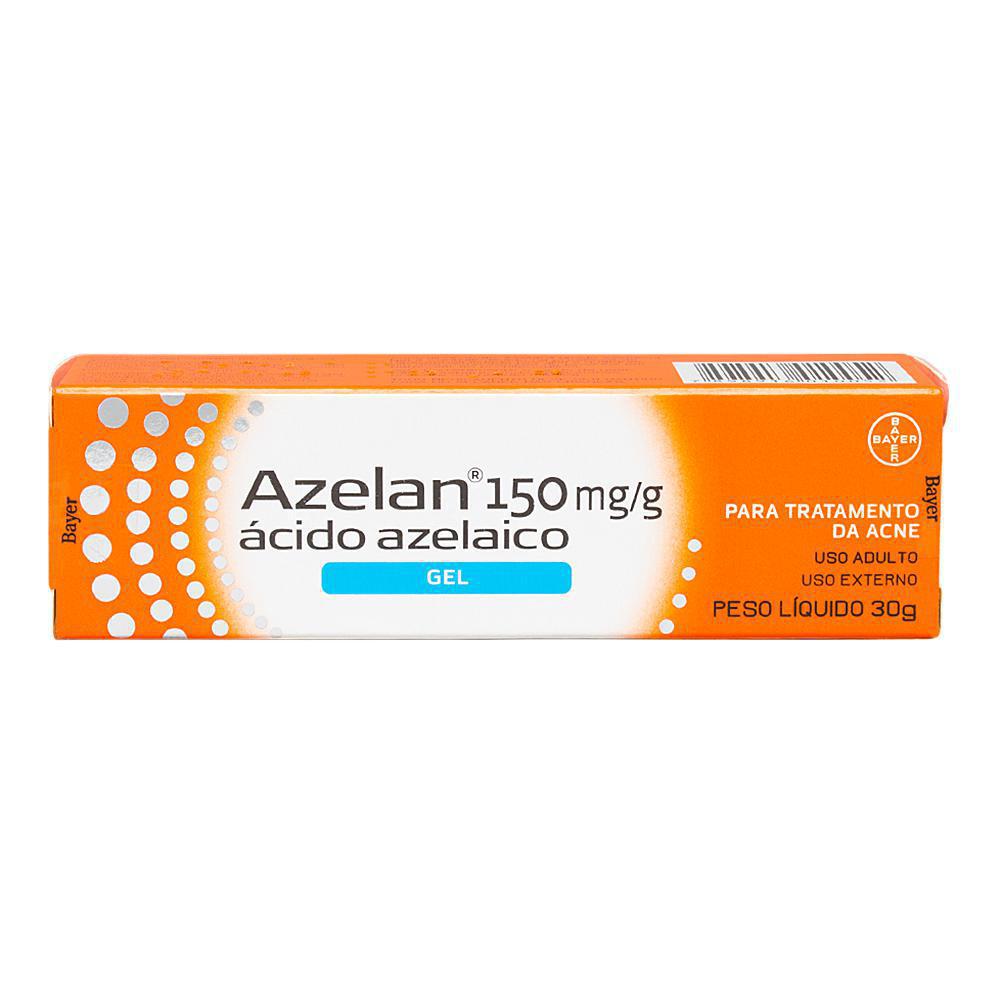 Azelan® 150 mg/g
ácido azelaico
GEL
Bayer
BAYER
BAYER
PARA TRATAMENTO
DA ACNE
USO ADULTO
USO EXTERNO
PESO LÍQUIDO 30g
Bayer